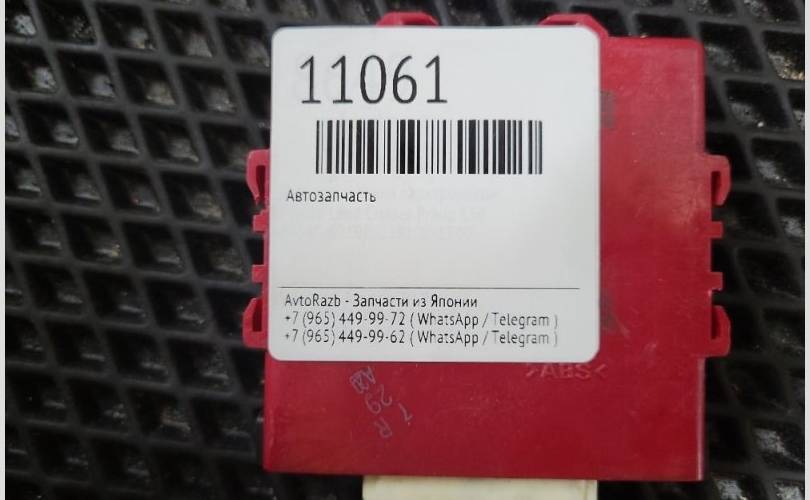 11061
Автозапчасть
AvtoRazb - Запчасти из Японии
+7 (965) 449-99-72 ( WhatsApp / Telegram )
+7 (965) 449-99-62 ( WhatsApp / Telegram )
>ABS<
29